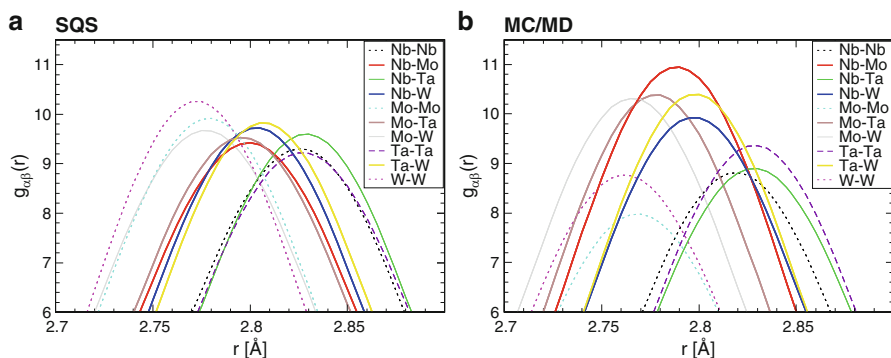 a SQS
gαβ(r)
11
10
9
8
7
6
2.7 2.75 2.8 2.85
r [Å]
Nb-Nb
Nb-Mo
Nb-Ta
Nb-W
Mo-Mo
Mo-Ta
Mo-W
Ta-Ta
Ta-W
W-W
b MC/MD
gαβ(r)
11
10
9
8
7
6
2.7 2.75 2.8 2.85
r [Å]
Nb-Nb
Nb-Mo
Nb-Ta
Nb-W
Mo-Mo
Mo-Ta
Mo-W
Ta-Ta
Ta-W
W-W